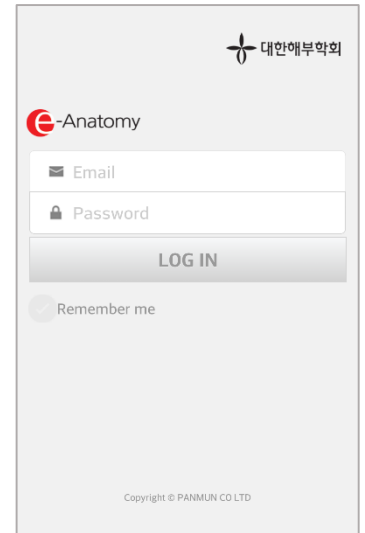 대한해부학회
e-Anatomy
Email
Password
LOG IN
Remember me
Copyright © PANMUN CO LTD